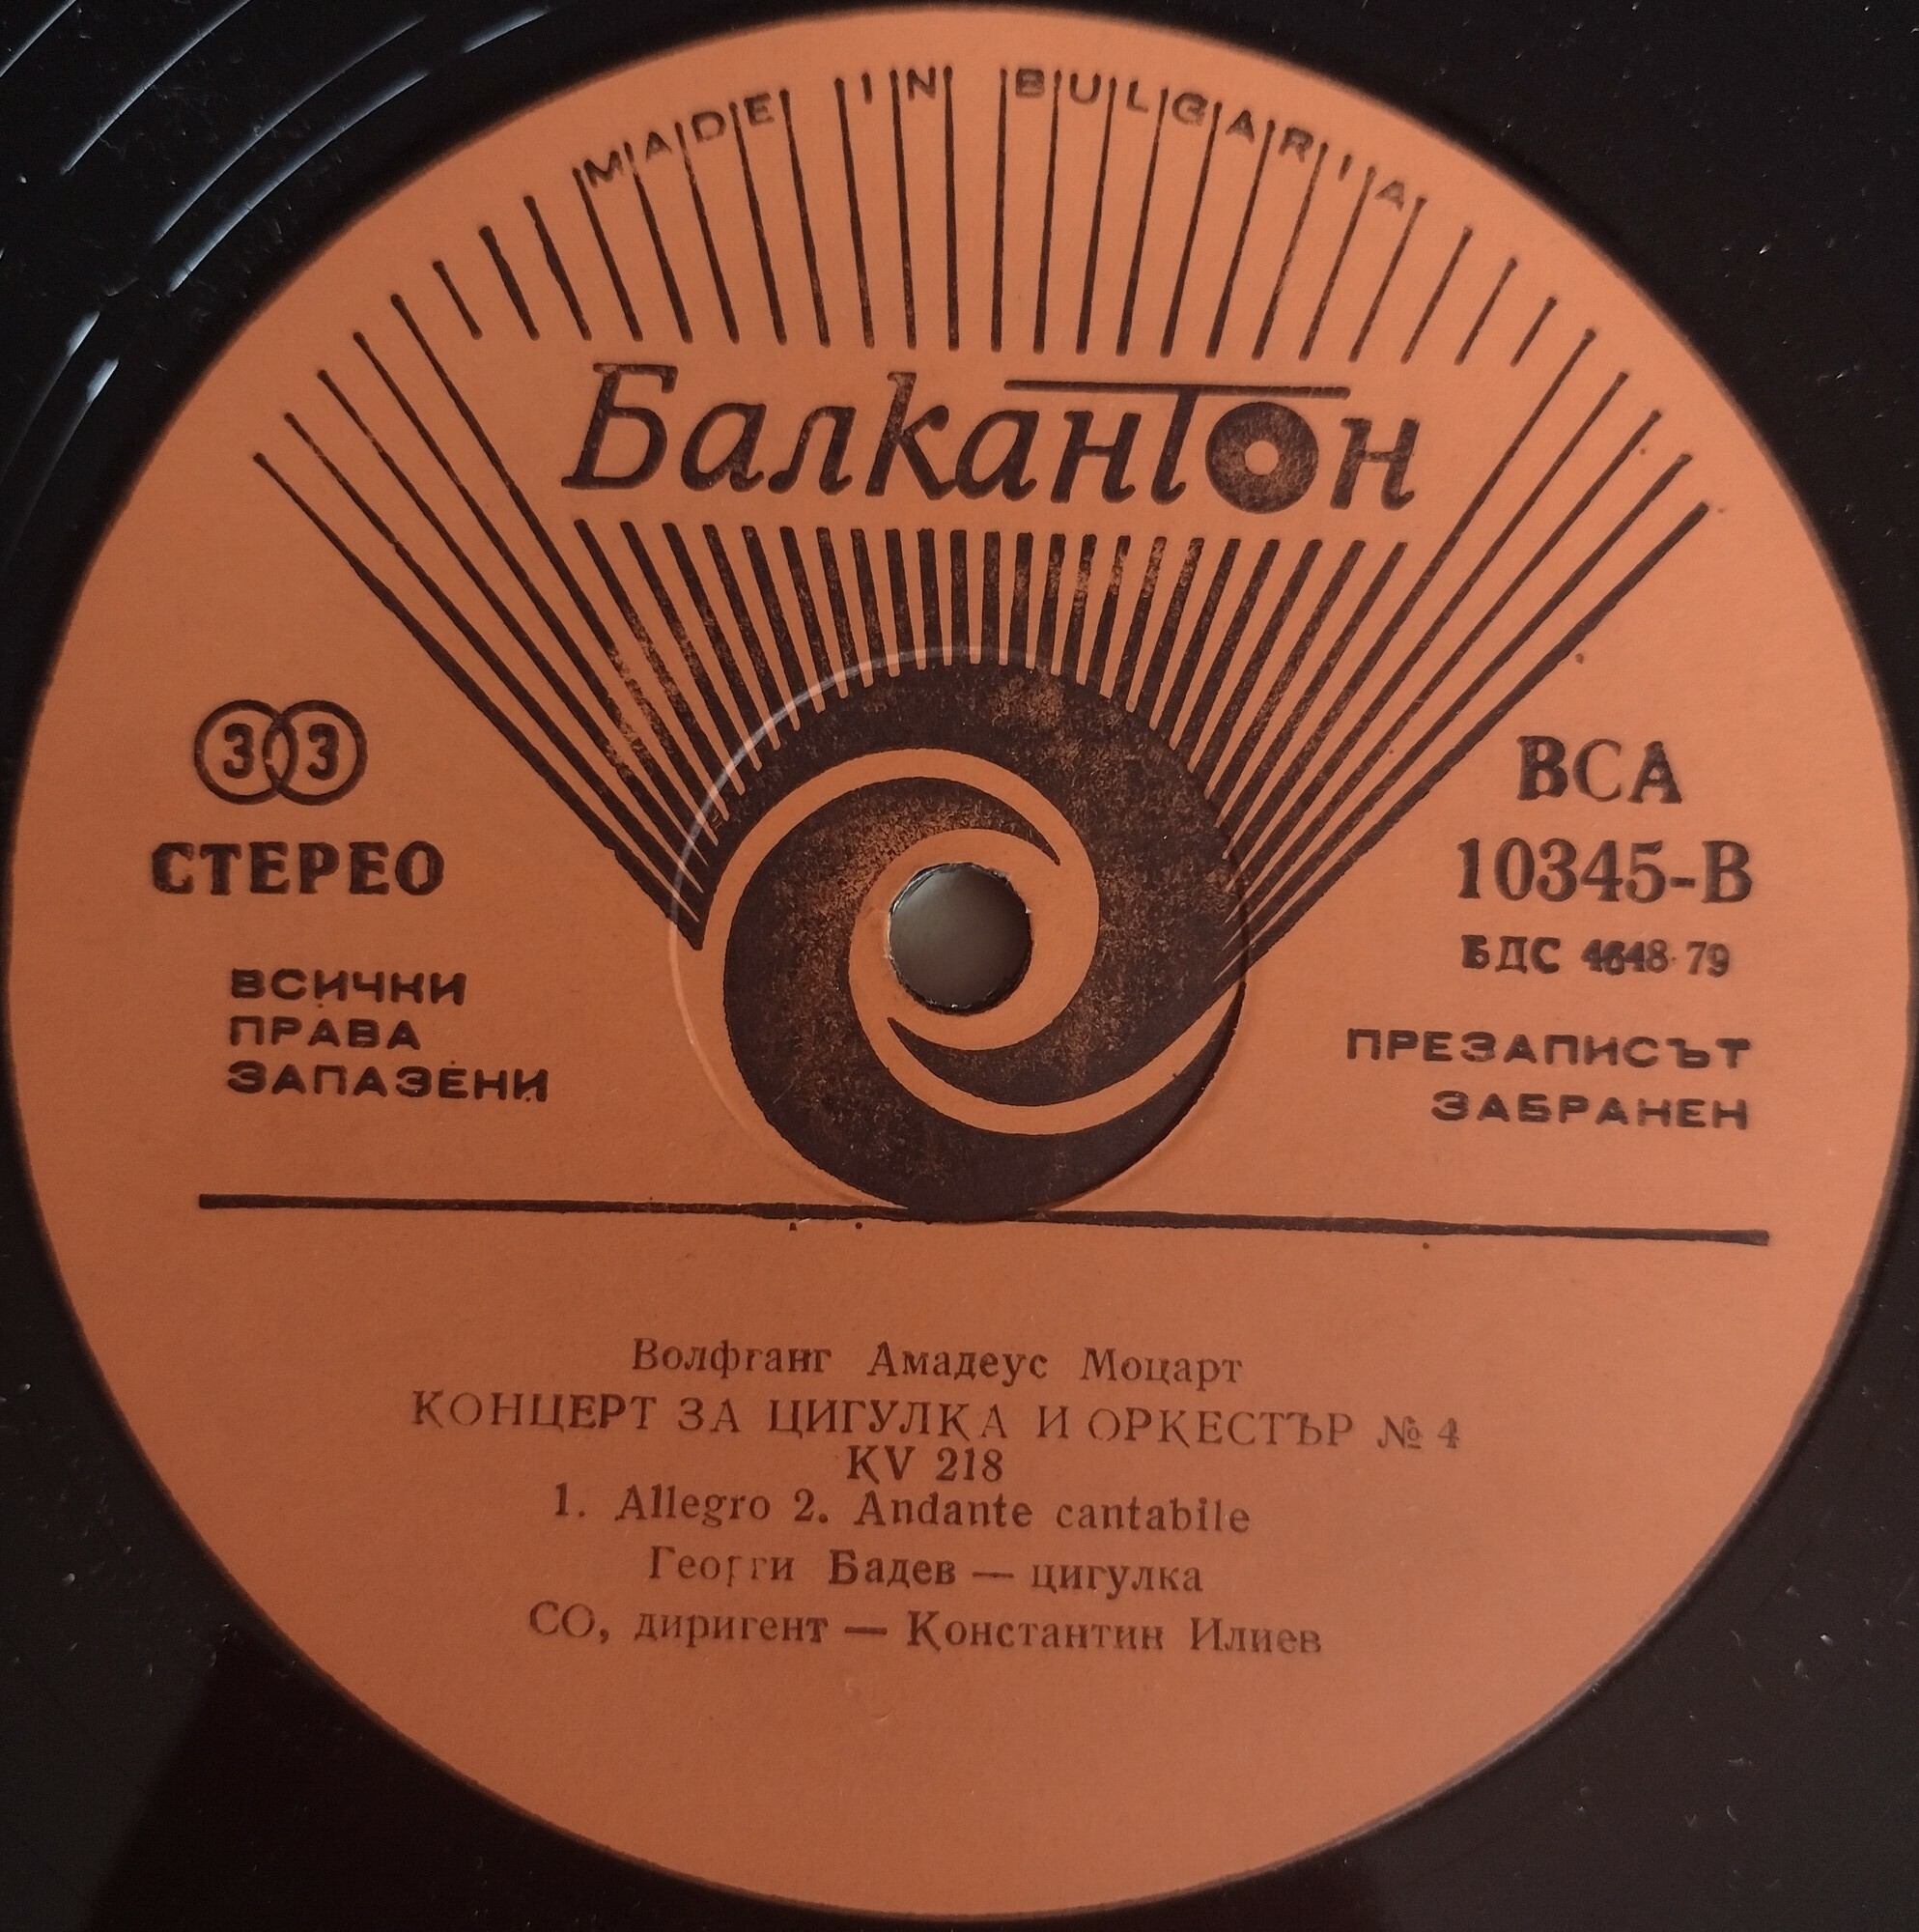 MADE IN BULGARIA
Балкантон
33
СТЕРЕО
ВСИЧКИ
ПРАВА
ЗАПАЗЕНИ
ВСА
10345-В
БДС 4648-79
ПРЕЗАПИСЪТ
ЗАБРАНЕН
Волфганг Амадеус Моцарт
КОНЦЕРТ ЗА ЦИГУЛКА И ОРКЕСТЪР № 4
KV 218
1. Allegro 2. Andante cantabile
Георги Бадев — цигулка
СО, диригент — Константин Илиев